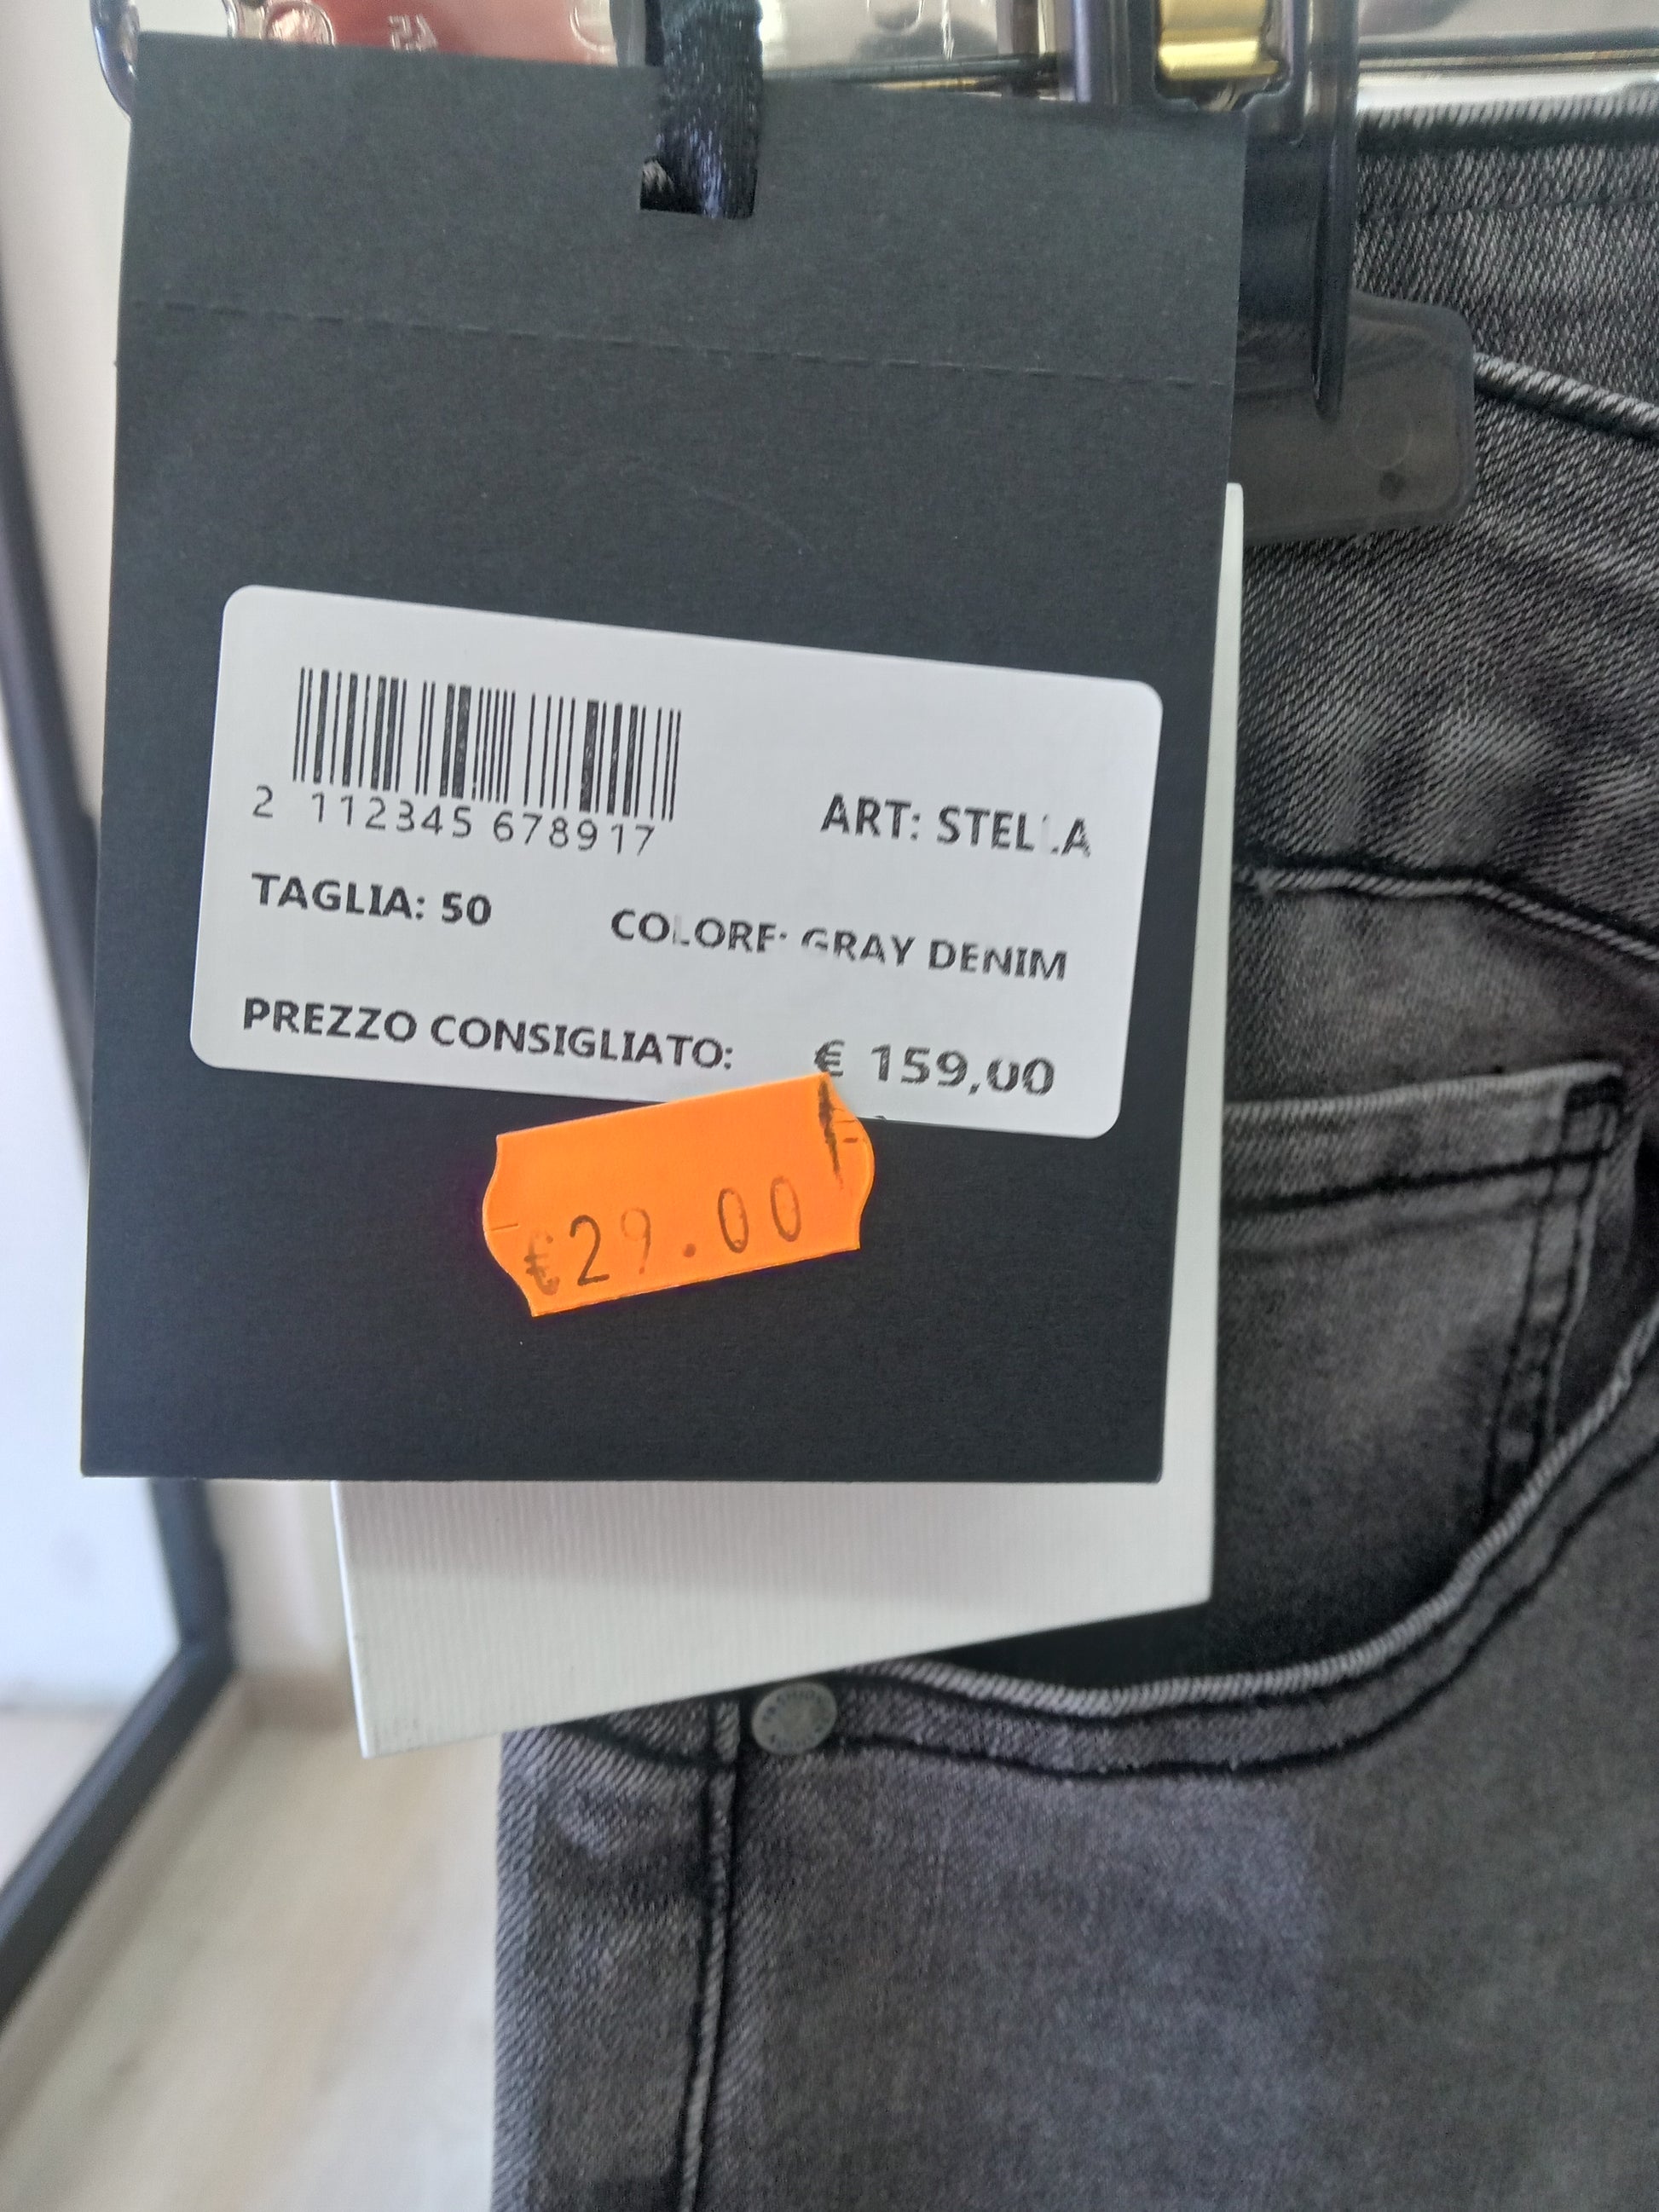 2 112345 678917
ART: STELLA
TAGLIA: 50
COLORE: GRAY DENIM
PREZZO CONSIGLIATO: € 159,00
€29.00